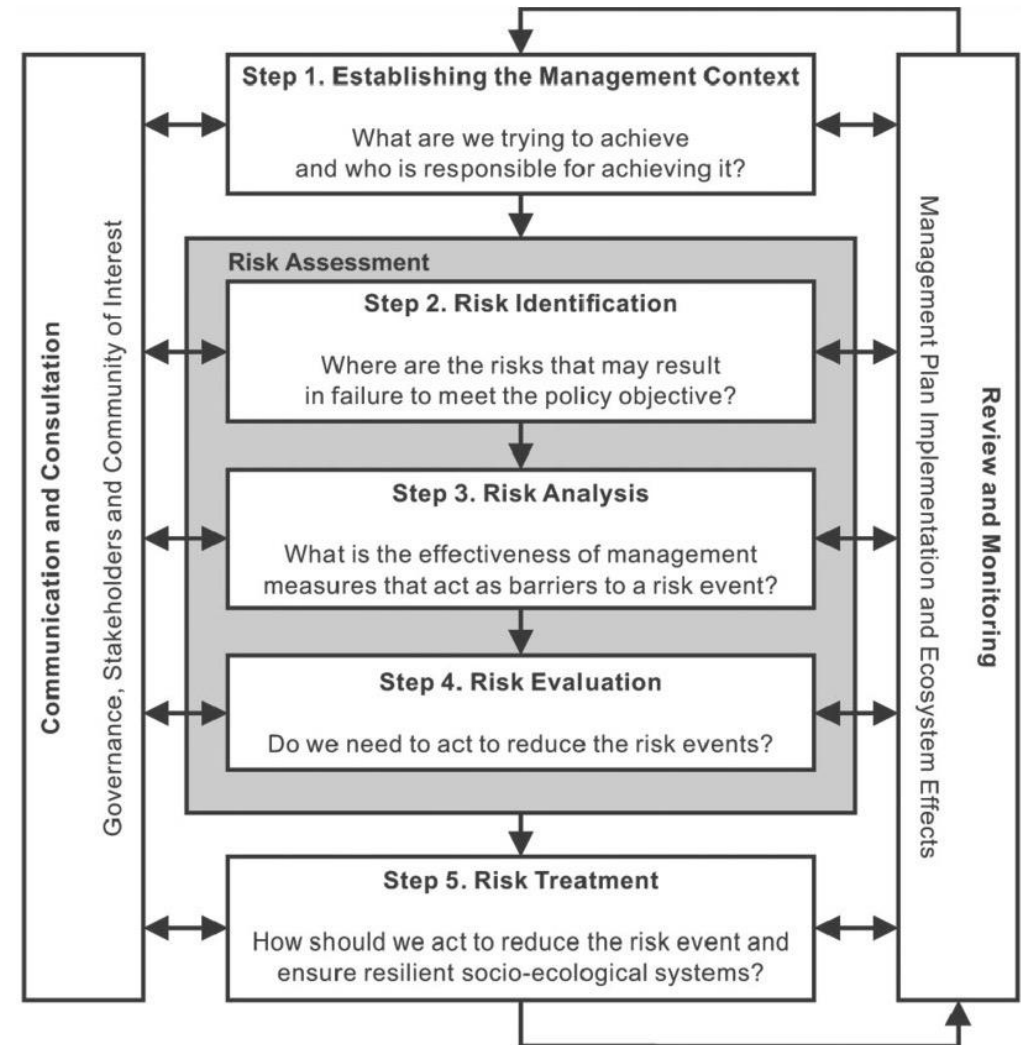 Step 1. Establishing the Management Context
What are we trying to achieve
and who is responsible for achieving it?
Risk Assessment
Step 2. Risk Identification
Where are the risks that may result
in failure to meet the policy objective?
Step 3. Risk Analysis
What is the effectiveness of management
measures that act as barriers to a risk event?
Step 4. Risk Evaluation
Do we need to act to reduce the risk events?
Step 5. Risk Treatment
How should we act to reduce the risk event and
ensure resilient socio-ecological systems?
Communication and Consultation
Governance, Stakeholders and Community of Interest
Review and Monitoring
Management Plan Implementation and Ecosystem Effects